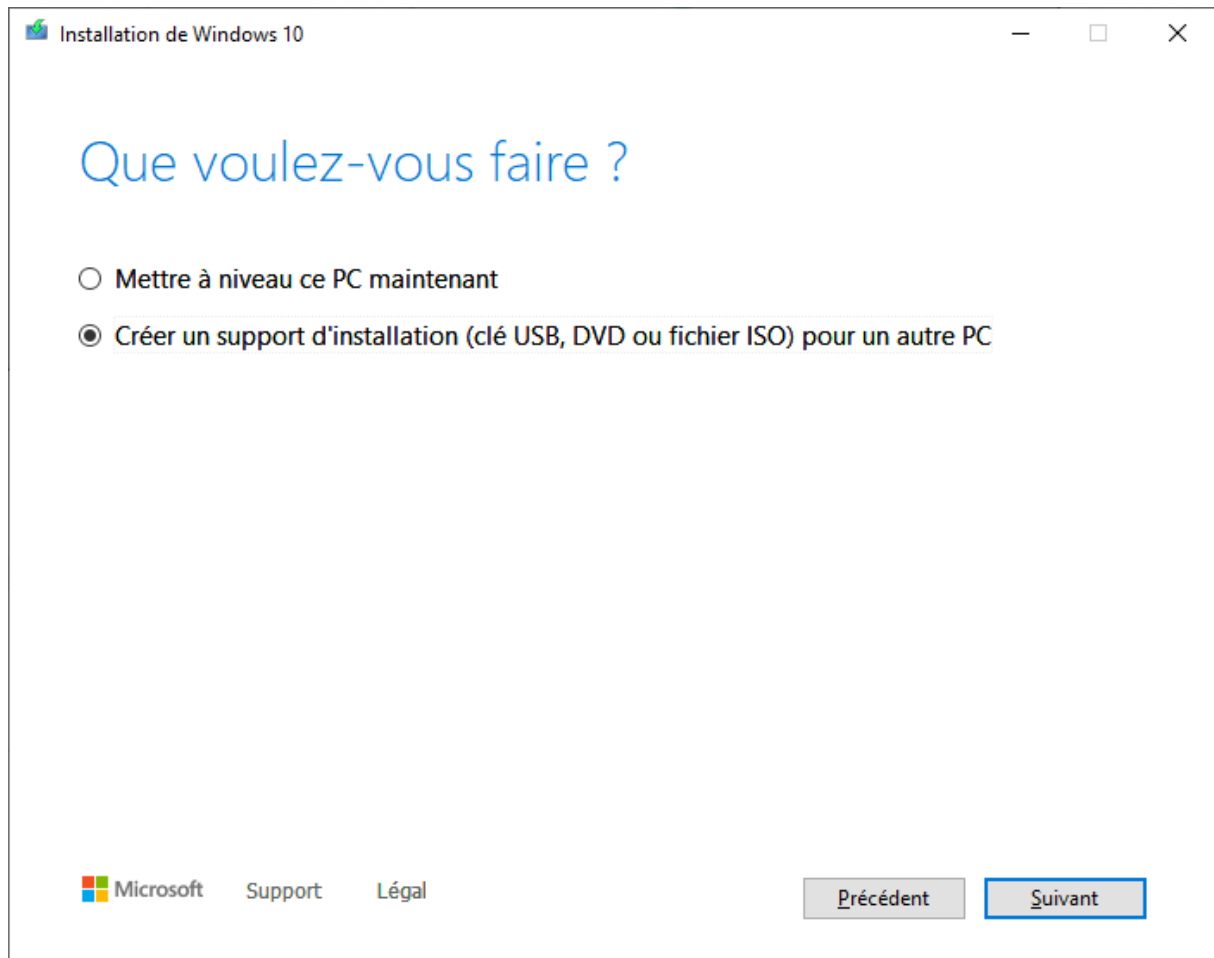 Installation de Windows 10
Que voulez-vous faire ?
Mettre à niveau ce PC maintenant
Créer un support d'installation (clé USB, DVD ou fichier ISO) pour un autre PC
Microsoft Support Légal Précédent Suivant